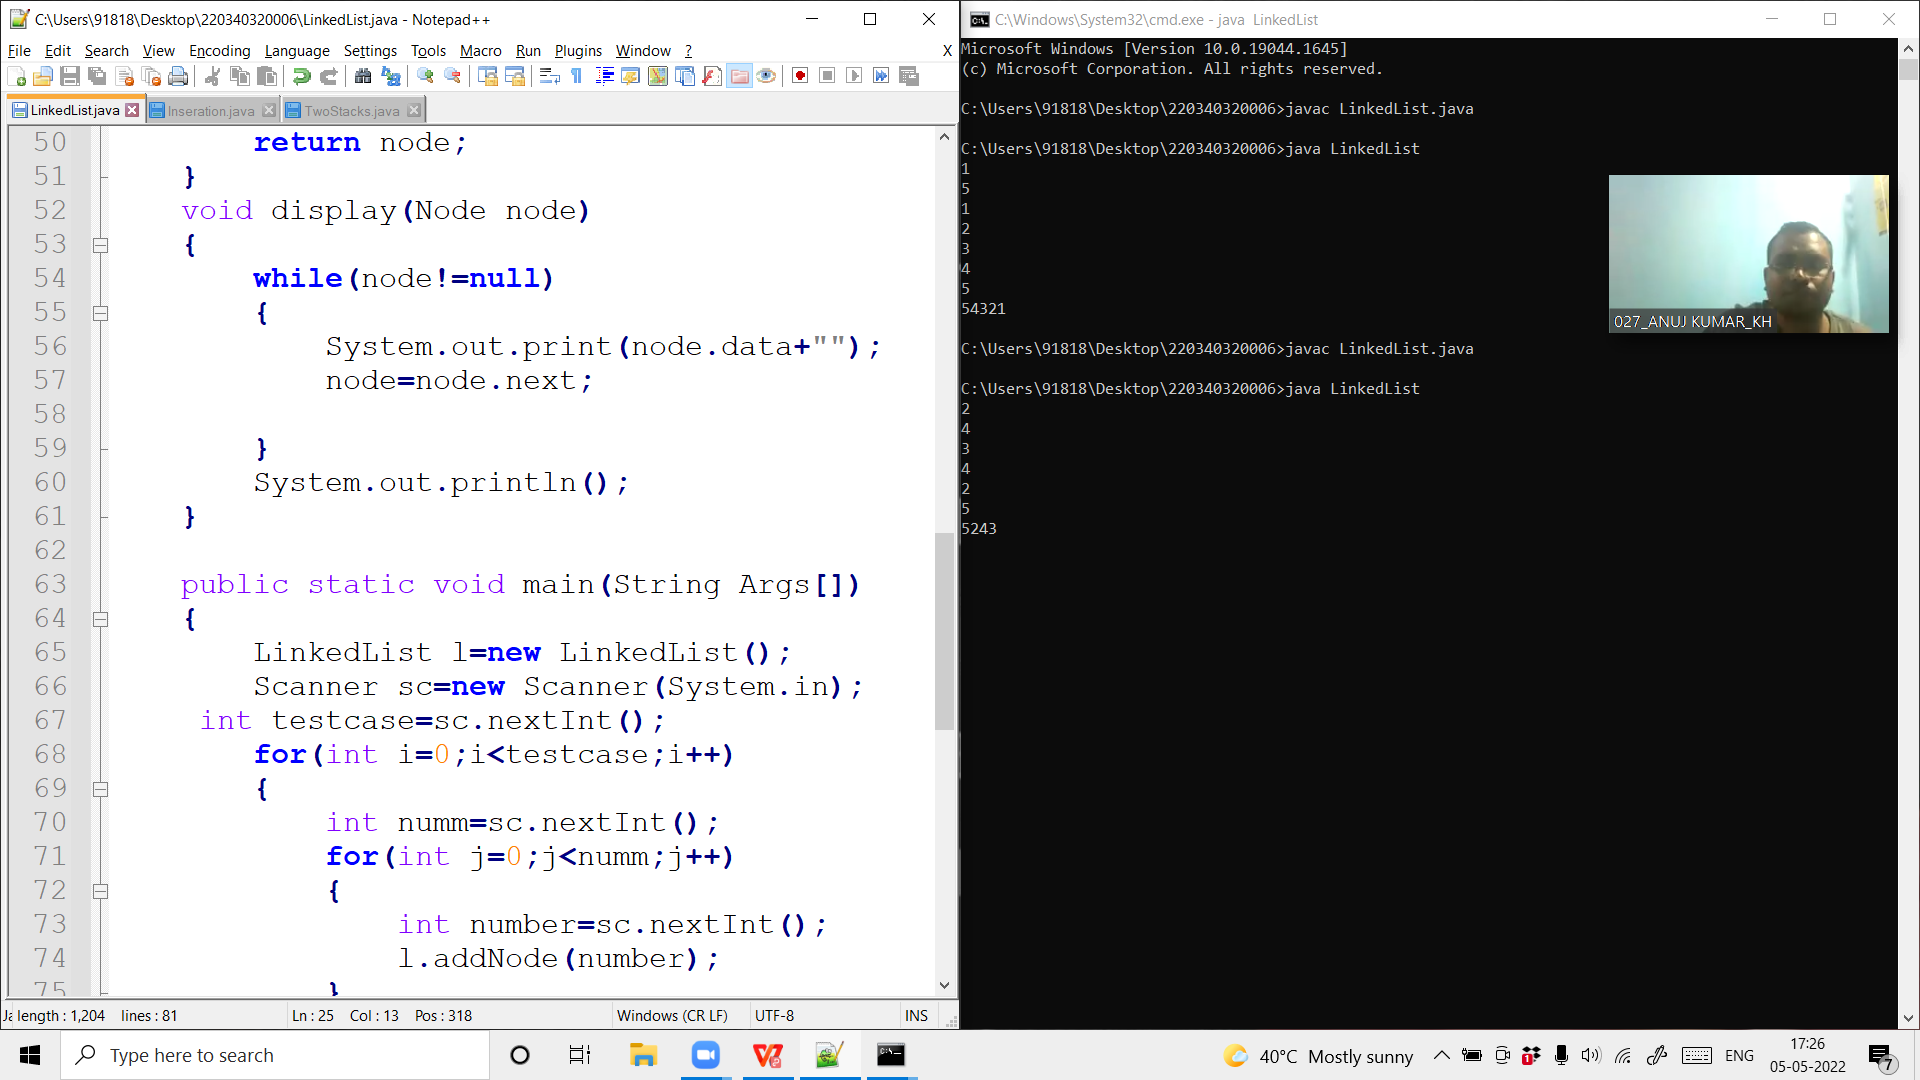 C:\Users\91818\Desktop\220340320006\LinkedList.java - Notepad++
File Edit Search View Encoding Language Settings Tools Macro Run Plugins Window ? X
LinkedList.java Inseration.java TwoStacks.java
50 return node;
51 }
52 void display(Node node)
53 {
54 while(node!=null)
55 {
56 System.out.print(node.data+"");
57 node=node.next;
58
59 }
60 System.out.println();
61 }
62
63 public static void main(String Args[])
64 {
65 LinkedList l=new LinkedList();
66 Scanner sc=new Scanner(System.in);
67 int testcase=sc.nextInt();
68 for(int i=0;i<testcase;i++)
69 {
70 int numm=sc.nextInt();
71 for(int j=0;j<numm;j++)
72 {
73 int number=sc.nextInt();
74 l.addNode(number);
75 }
Ja length : 1,204 lines : 81 Ln : 25 Col : 13 Pos : 318 Windows (CR LF) UTF-8 INS
C:\Windows\System32\cmd.exe - java LinkedList
Microsoft Windows [Version 10.0.19044.1645]
(c) Microsoft Corporation. All rights reserved.
C:\Users\91818\Desktop\220340320006>javac LinkedList.java
C:\Users\91818\Desktop\220340320006>java LinkedList
1
5
1
2
3
4
5
54321
C:\Users\91818\Desktop\220340320006>javac LinkedList.java
C:\Users\91818\Desktop\220340320006>java LinkedList
2
4
3
4
2
5
5243
027_ANUJ KUMAR_KH
Type here to search
40°C Mostly sunny
ENG
17:26
05-05-2022
7